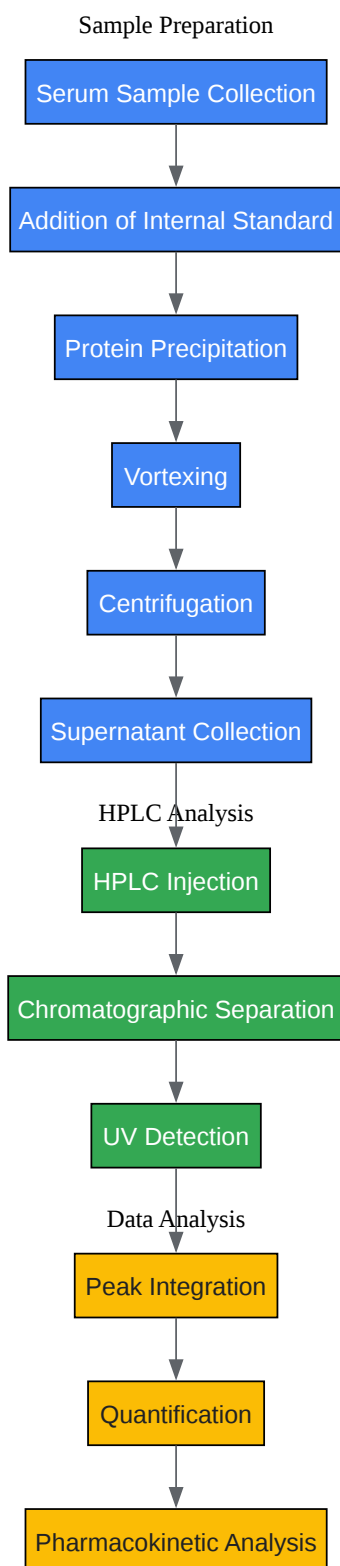 Sample Preparation
Serum Sample Collection
Addition of Internal Standard
Protein Precipitation
Vortexing
Centrifugation
Supernatant Collection
HPLC Analysis
HPLC Injection
Chromatographic Separation
UV Detection
Data Analysis
Peak Integration
Quantification
Pharmacokinetic Analysis